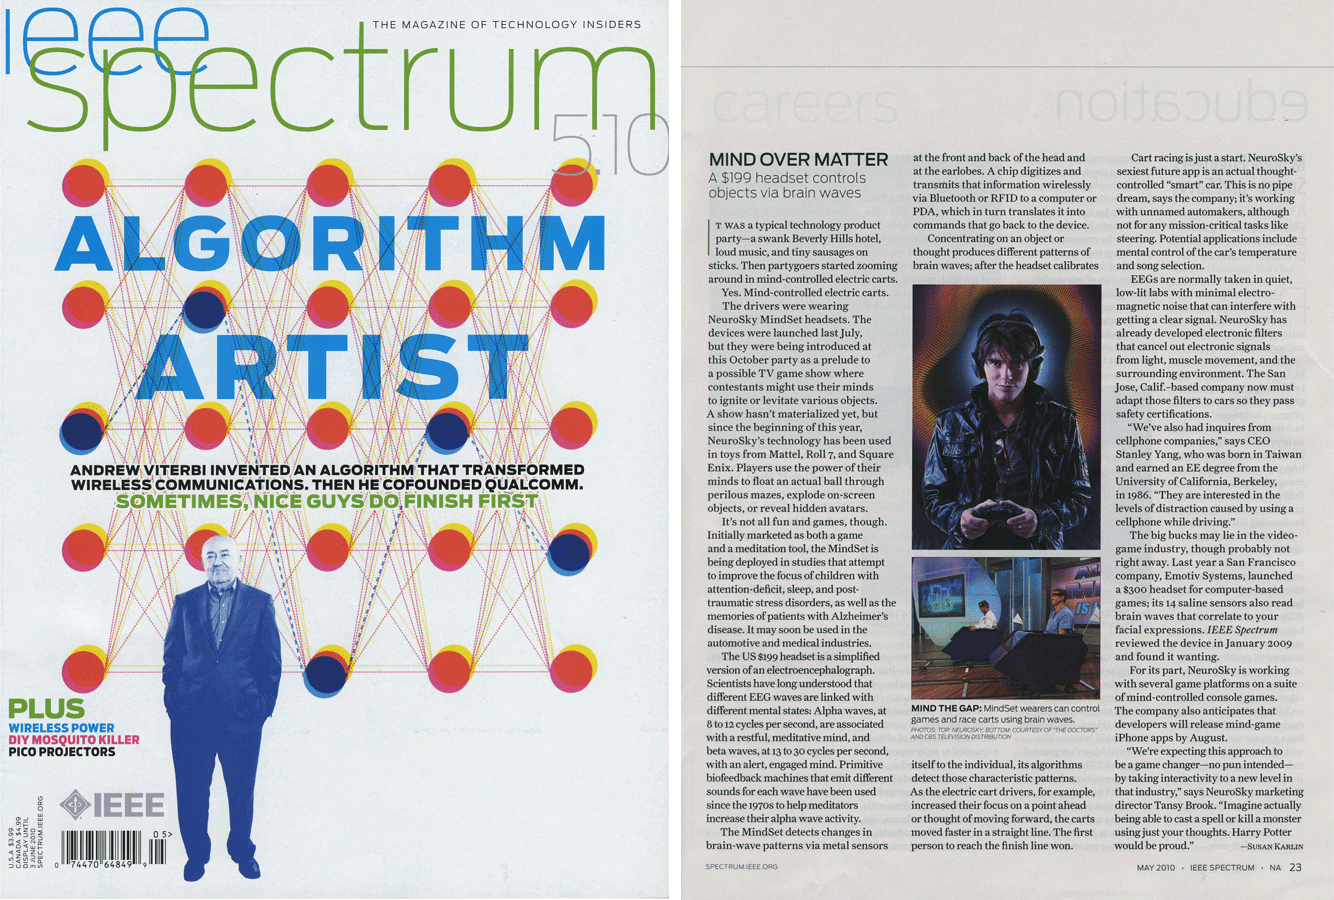 ieee
THE MAGAZINE OF TECHNOLOGY INSIDERS
spectrum
5.10
ALGORITHM
ARTIST
ANDREW VITERBI INVENTED AN ALGORITHM THAT TRANSFORMED
WIRELESS COMMUNICATIONS. THEN HE COFOUNDED QUALCOMM.
SOMETIMES, NICE GUYS DO FINISH FIRST
PLUS
WIRELESS POWER
DIY MOSQUITO KILLER
PICO PROJECTORS
IEEE
U.S.A $3.99
CANADA $4.99
DISPLAY UNTIL
3 JUNE 2010
SPECTRUM.IEEE.ORG
05>
0 74470 64849 9
careers
education
MIND OVER MATTER
A $199 headset controls
objects via brain waves
IT WAS a typical technology product
party—a swank Beverly Hills hotel,
loud music, and tiny sausages on
sticks. Then partygoers started zooming
around in mind-controlled electric carts.
Yes. Mind-controlled electric carts.
The drivers were wearing
NeuroSky MindSet headsets. The
devices were launched last July,
but they were being introduced at
this October party as a prelude to
a possible TV game show where
contestants might use their minds
to ignite or levitate various objects.
A show hasn't materialized yet, but
since the beginning of this year,
NeuroSky's technology has been used
in toys from Mattel, Roll 7, and Square
Enix. Players use the power of their
minds to float an actual ball through
perilous mazes, explode on-screen
objects, or reveal hidden avatars.
It's not all fun and games, though.
Initially marketed as both a game
and a meditation tool, the MindSet is
being deployed in studies that attempt
to improve the focus of children with
attention-deficit, sleep, and post-
traumatic stress disorders, as well as the
memories of patients with Alzheimer's
disease. It may soon be used in the
automotive and medical industries.
The US $199 headset is a simplified
version of an electroencephalograph.
Scientists have long understood that
different EEG waves are linked with
different mental states: Alpha waves, at
8 to 12 cycles per second, are associated
with a restful, meditative mind, and
beta waves, at 13 to 30 cycles per second,
with an alert, engaged mind. Primitive
biofeedback machines that emit different
sounds for each wave have been used
since the 1970s to help meditators
increase their alpha wave activity.
The MindSet detects changes in
brain-wave patterns via metal sensors
at the front and back of the head and
at the earlobes. A chip digitizes and
transmits that information wirelessly
via Bluetooth or RFID to a computer or
PDA, which in turn translates it into
commands that go back to the device.
Concentrating on an object or
thought produces different patterns of
brain waves; after the headset calibrates
MIND THE GAP: MindSet wearers can control
games and race carts using brain waves.
PHOTOS: TOP: NEUROSKY; BOTTOM: COURTESY OF "THE DOCTORS"
AND CBS TELEVISION DISTRIBUTION
itself to the individual, its algorithms
detect those characteristic patterns.
As the electric cart drivers, for example,
increased their focus on a point ahead
or thought of moving forward, the carts
moved faster in a straight line. The first
person to reach the finish line won.
Cart racing is just a start. NeuroSky's
sexiest future app is an actual thought-
controlled "smart" car. This is no pipe
dream, says the company; it's working
with unnamed automakers, although
not for any mission-critical tasks like
steering. Potential applications include
mental control of the car's temperature
and song selection.
EEGs are normally taken in quiet,
low-lit labs with minimal electro-
magnetic noise that can interfere with
getting a clear signal. NeuroSky has
already developed electronic filters
that cancel out electronic signals
from light, muscle movement, and the
surrounding environment. The San
Jose, Calif.–based company now must
adapt those filters to cars so they pass
safety certifications.
"We've also had inquires from
cellphone companies," says CEO
Stanley Yang, who was born in Taiwan
and earned an EE degree from the
University of California, Berkeley,
in 1986. "They are interested in the
levels of distraction caused by using a
cellphone while driving."
The big bucks may lie in the video-
game industry, though probably not
right away. Last year a San Francisco
company, Emotiv Systems, launched
a $300 headset for computer-based
games; its 14 saline sensors also read
brain waves that correlate to your
facial expressions. IEEE Spectrum
reviewed the device in January 2009
and found it wanting.
For its part, NeuroSky is working
with several game platforms on a suite
of mind-controlled console games.
The company also anticipates that
developers will release mind-game
iPhone apps by August.
"We're expecting this approach to
be a game changer—no pun intended—
by taking interactivity to a new level in
that industry," says NeuroSky marketing
director Tansy Brook. "Imagine actually
being able to cast a spell or kill a monster
using just your thoughts. Harry Potter
would be proud." —SUSAN KARLIN
SPECTRUM.IEEE.ORG
MAY 2010 • IEEE SPECTRUM • NA 23